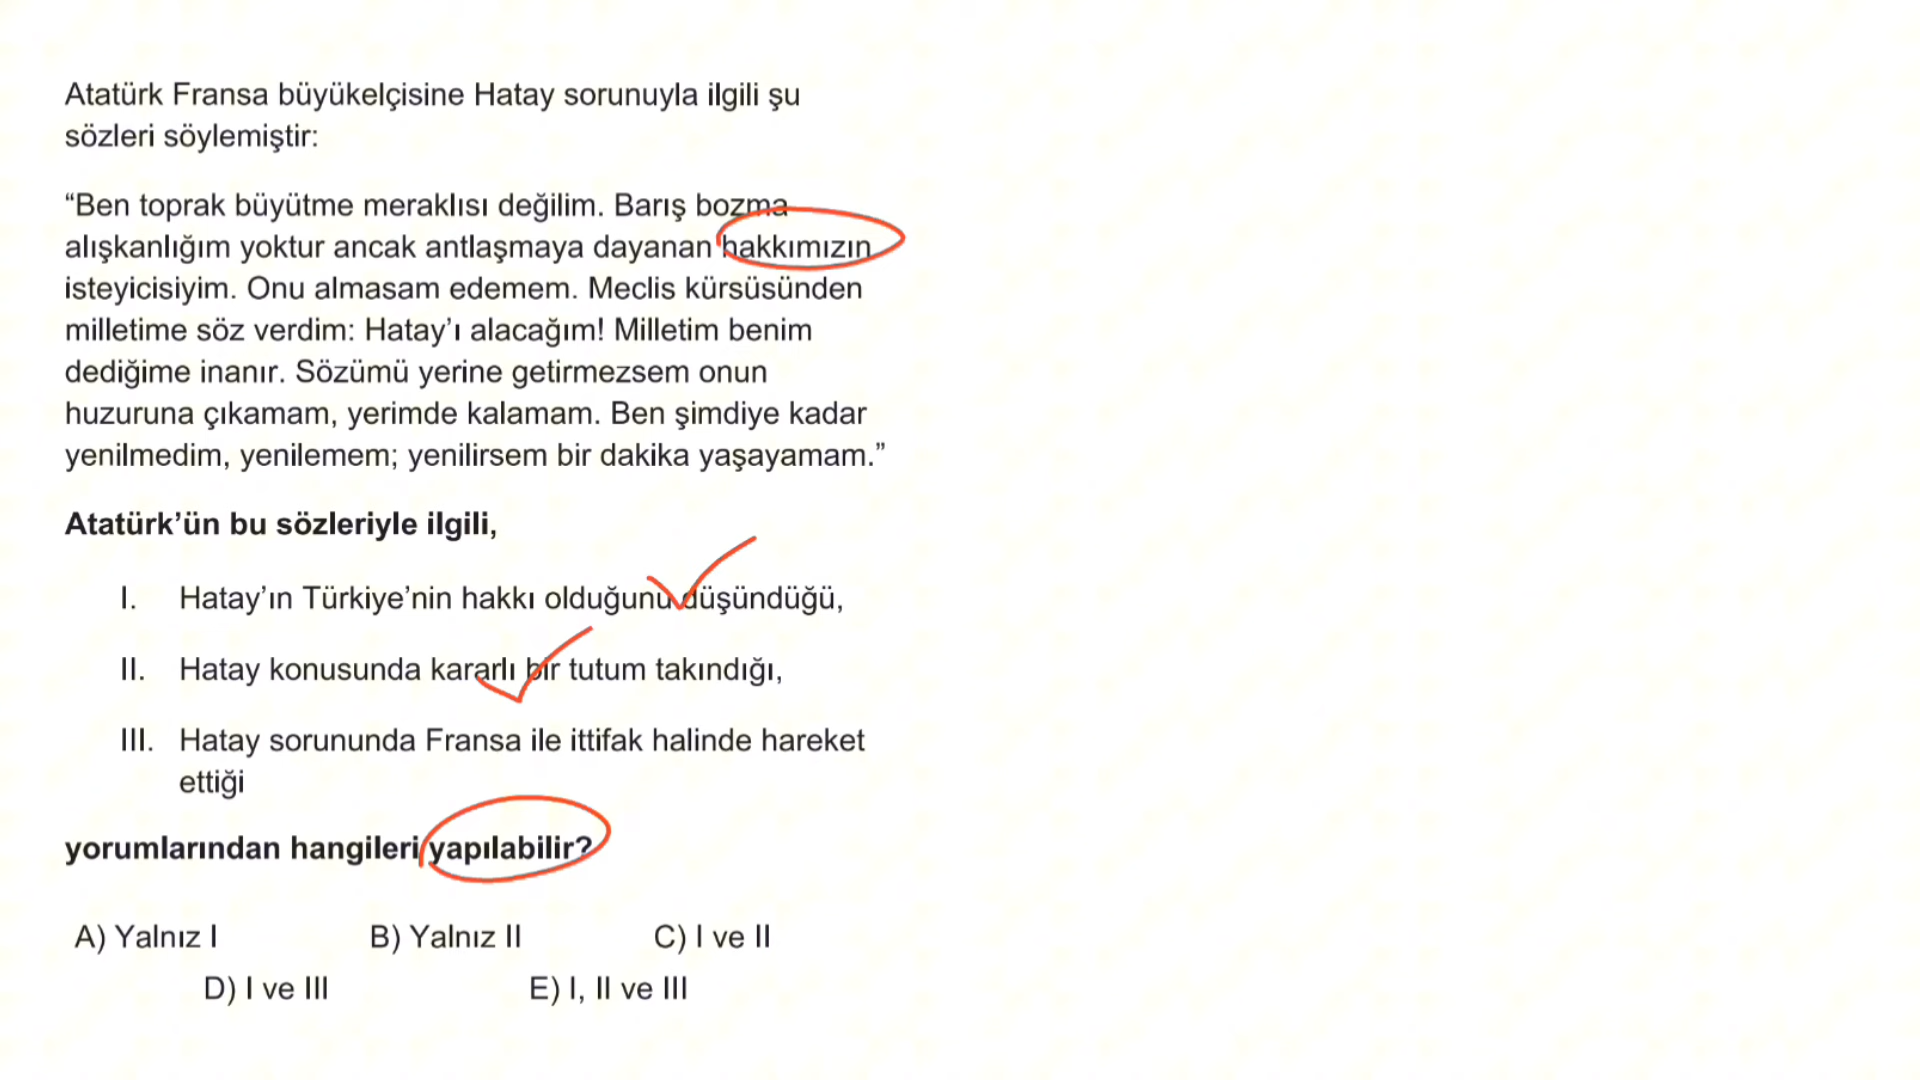 Atatürk Fransa büyükelçisine Hatay sorunuyla ilgili şu
sözleri söylemiştir:
“Ben toprak büyütme meraklısı değilim. Barış bozma
alışkanlığım yoktur ancak antlaşmaya dayanan hakkımızın
isteyicisiyim. Onu almasam edemem. Meclis kürsüsünden
milletime söz verdim: Hatay’ı alacağım! Milletim benim
dediğime inanır. Sözümü yerine getirmezsem onun
huzuruna çıkamam, yerimde kalamam. Ben şimdiye kadar
yenilmedim, yenilemem; yenilirsem bir dakika yaşayamam.”
Atatürk’ün bu sözleriyle ilgili,
I. Hatay’ın Türkiye’nin hakkı olduğunu düşündüğü,
II. Hatay konusunda kararlı bir tutum takındığı,
III. Hatay sorununda Fransa ile ittifak halinde hareket
ettiği
yorumlarından hangileri yapılabilir?
A) Yalnız I B) Yalnız II C) I ve II
D) I ve III E) I, II ve III